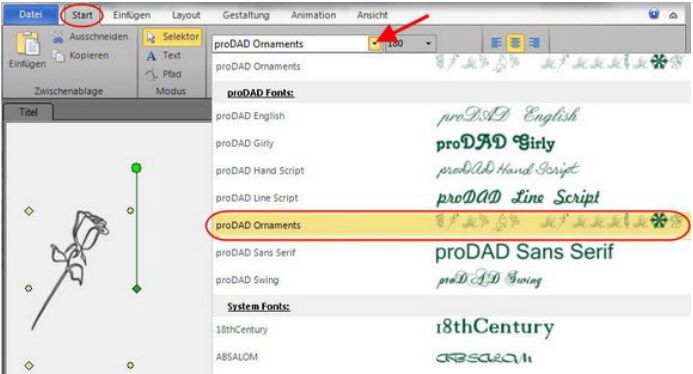 Datei Start Einfügen Layout Gestaltung Animation Ansicht
Ausschneiden Selektor proDAD Ornaments 180
Einfügen Kopieren A Text
Pfad
Zwischenablage Modus
proDAD Ornaments
Titel
proDAD Fonts:
proDAD English proDAD English
proDAD Girly proDAD Girly
proDAD Hand Script proDAD Hand Script
proDAD Line Script proDAD Line Script
proDAD Ornaments
proDAD Sans Serif proDAD Sans Serif
proDAD Swing proDAD Swing
System Fonts:
18thCentury 18thCentury
ABSALOM ABSALOM